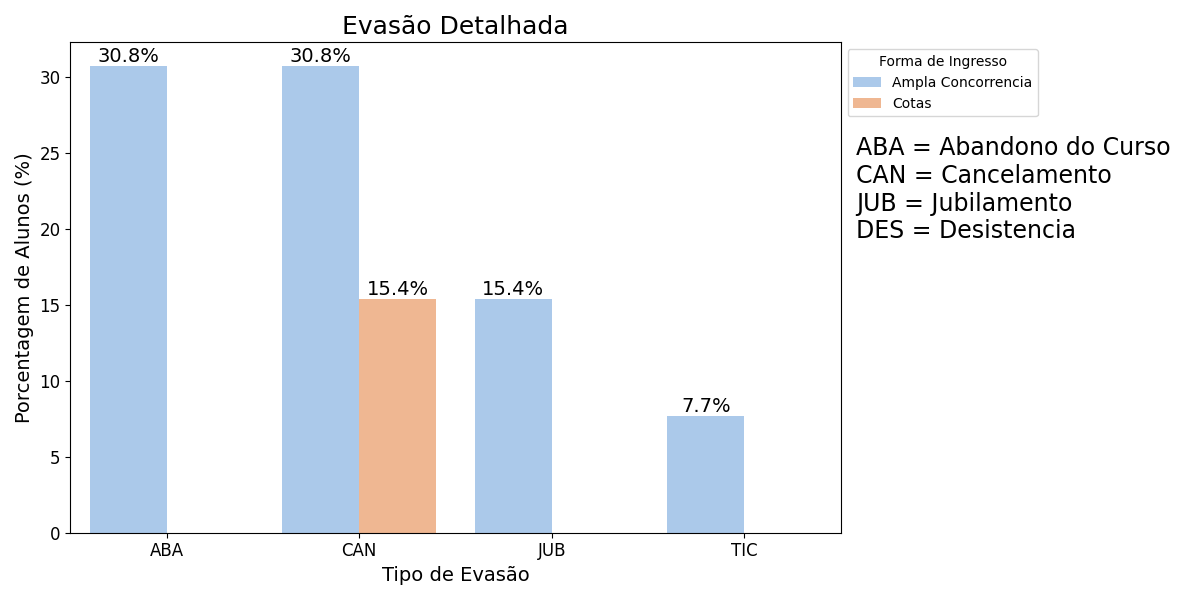 Evasão Detalhada
30.8%
30.8%
15.4%
15.4%
7.7%
30
25
20
15
10
5
0
Porcentagem de Alunos (%)
ABA
CAN
JUB
TIC
Tipo de Evasão
Forma de Ingresso
Ampla Concorrencia
Cotas
ABA = Abandono do Curso
CAN = Cancelamento
JUB = Jubilamento
DES = Desistencia